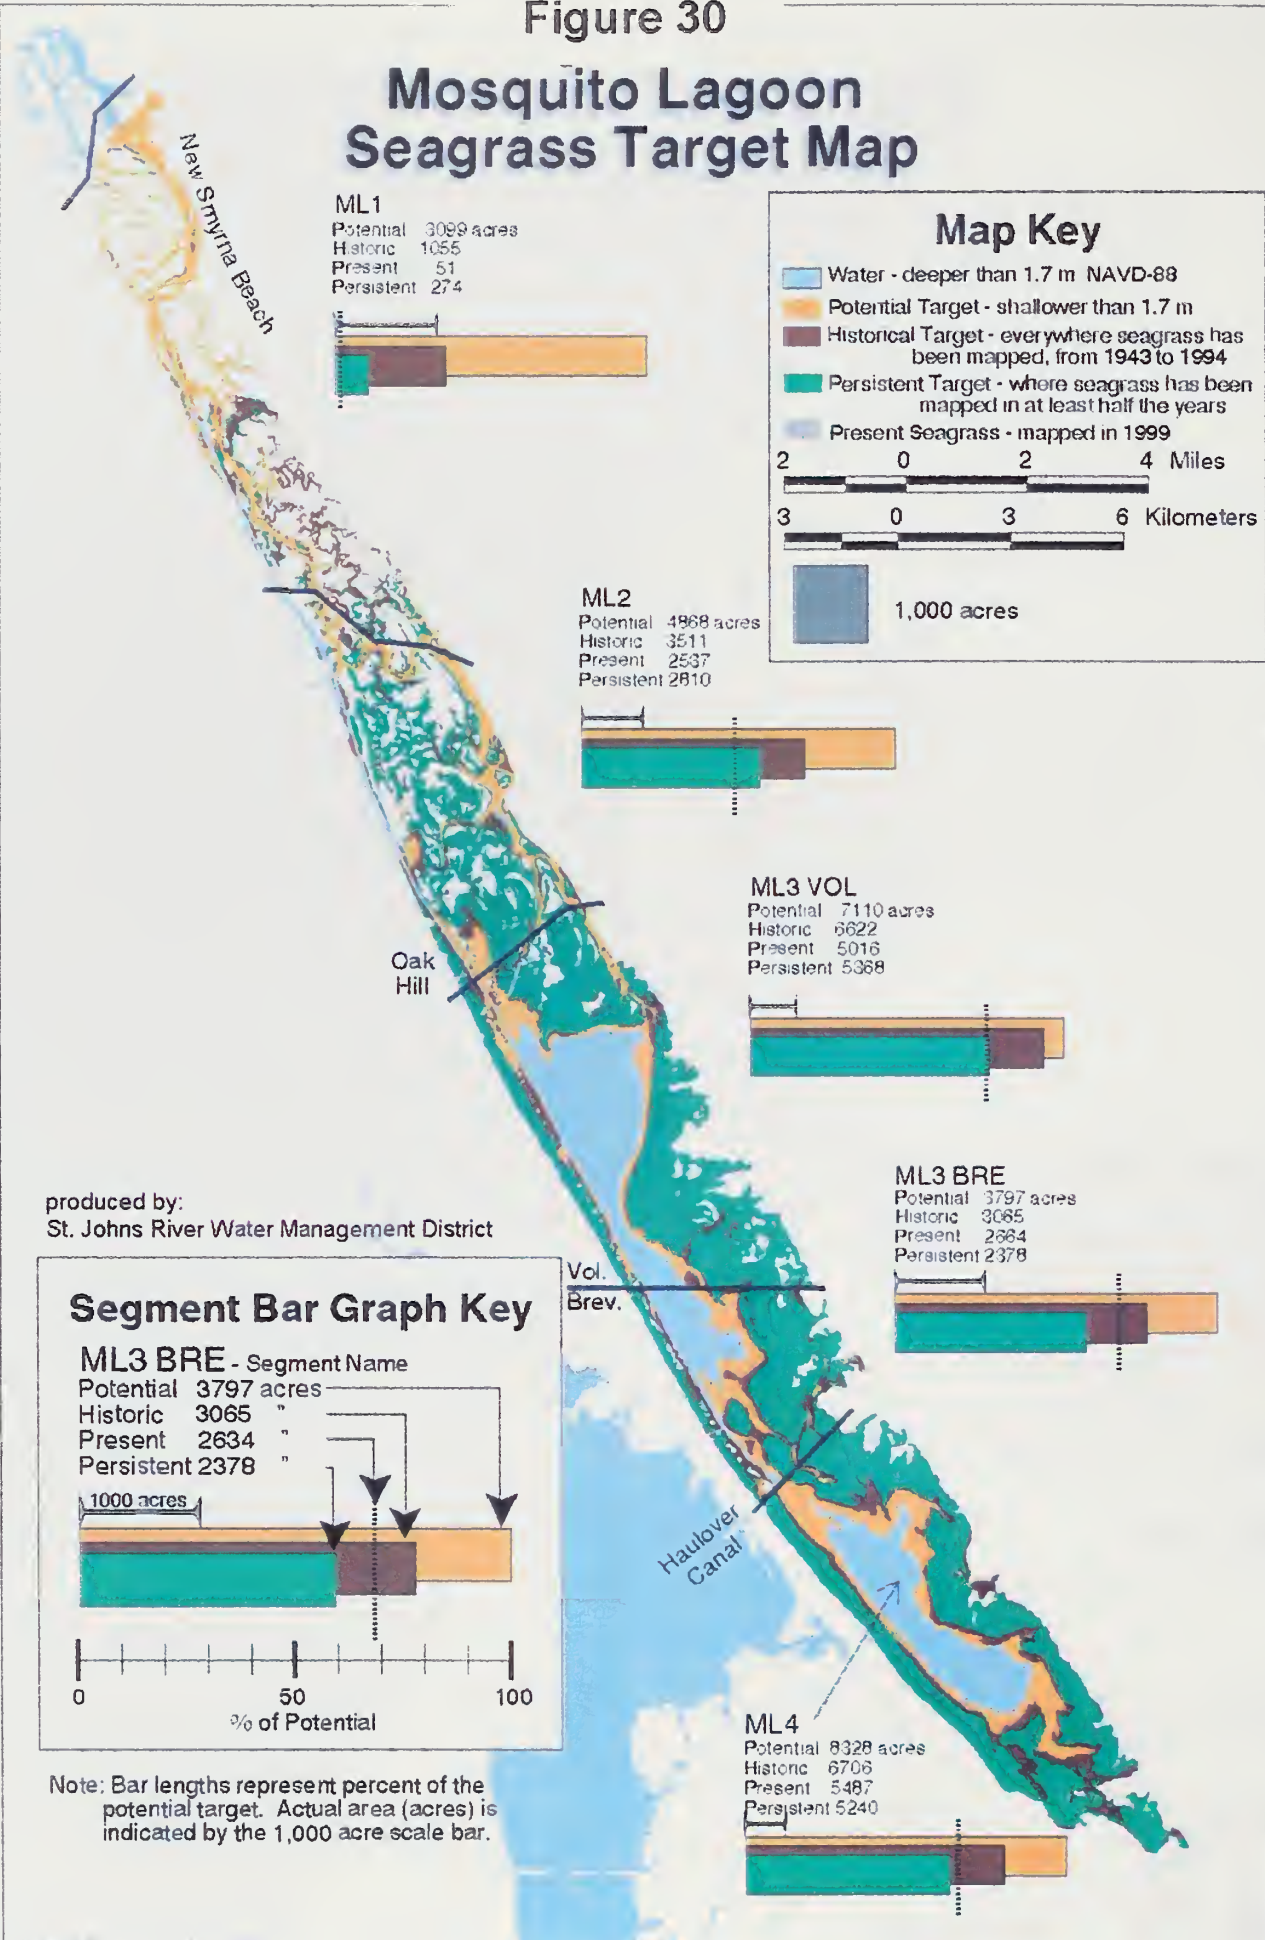 Figure 30
Mosquito Lagoon
Seagrass Target Map
New Smyrna Beach
ML1
Potential 3099 acres
Historic 1055
Present 51
Persistent 274
Map Key
Water - deeper than 1.7 m NAVD-88
Potential Target - shallower than 1.7 m
Historical Target - everywhere seagrass has
been mapped, from 1943 to 1994
Persistent Target - where seagrass has been
mapped in at least half the years
Present Seagrass - mapped in 1999
2 0 2 4 Miles
3 0 3 6 Kilometers
1,000 acres
ML2
Potential 4868 acres
Historic 3511
Present 2537
Persistent 2810
ML3 VOL
Potential 7110 acres
Historic 6622
Present 5016
Persistent 5368
Oak
Hill
ML3 BRE
Potential 3797 acres
Historic 3065
Present 2664
Persistent 2378
produced by:
St. Johns River Water Management District
Vol.
Brev.
Segment Bar Graph Key
ML3 BRE - Segment Name
Potential 3797 acres
Historic 3065 "
Present 2634 "
Persistent 2378 "
1000 acres
0 50 100
% of Potential
Haulover
Canal
ML4
Potential 8328 acres
Historic 6706
Present 5487
Persistent 5240
Note: Bar lengths represent percent of the
potential target. Actual area (acres) is
indicated by the 1,000 acre scale bar.